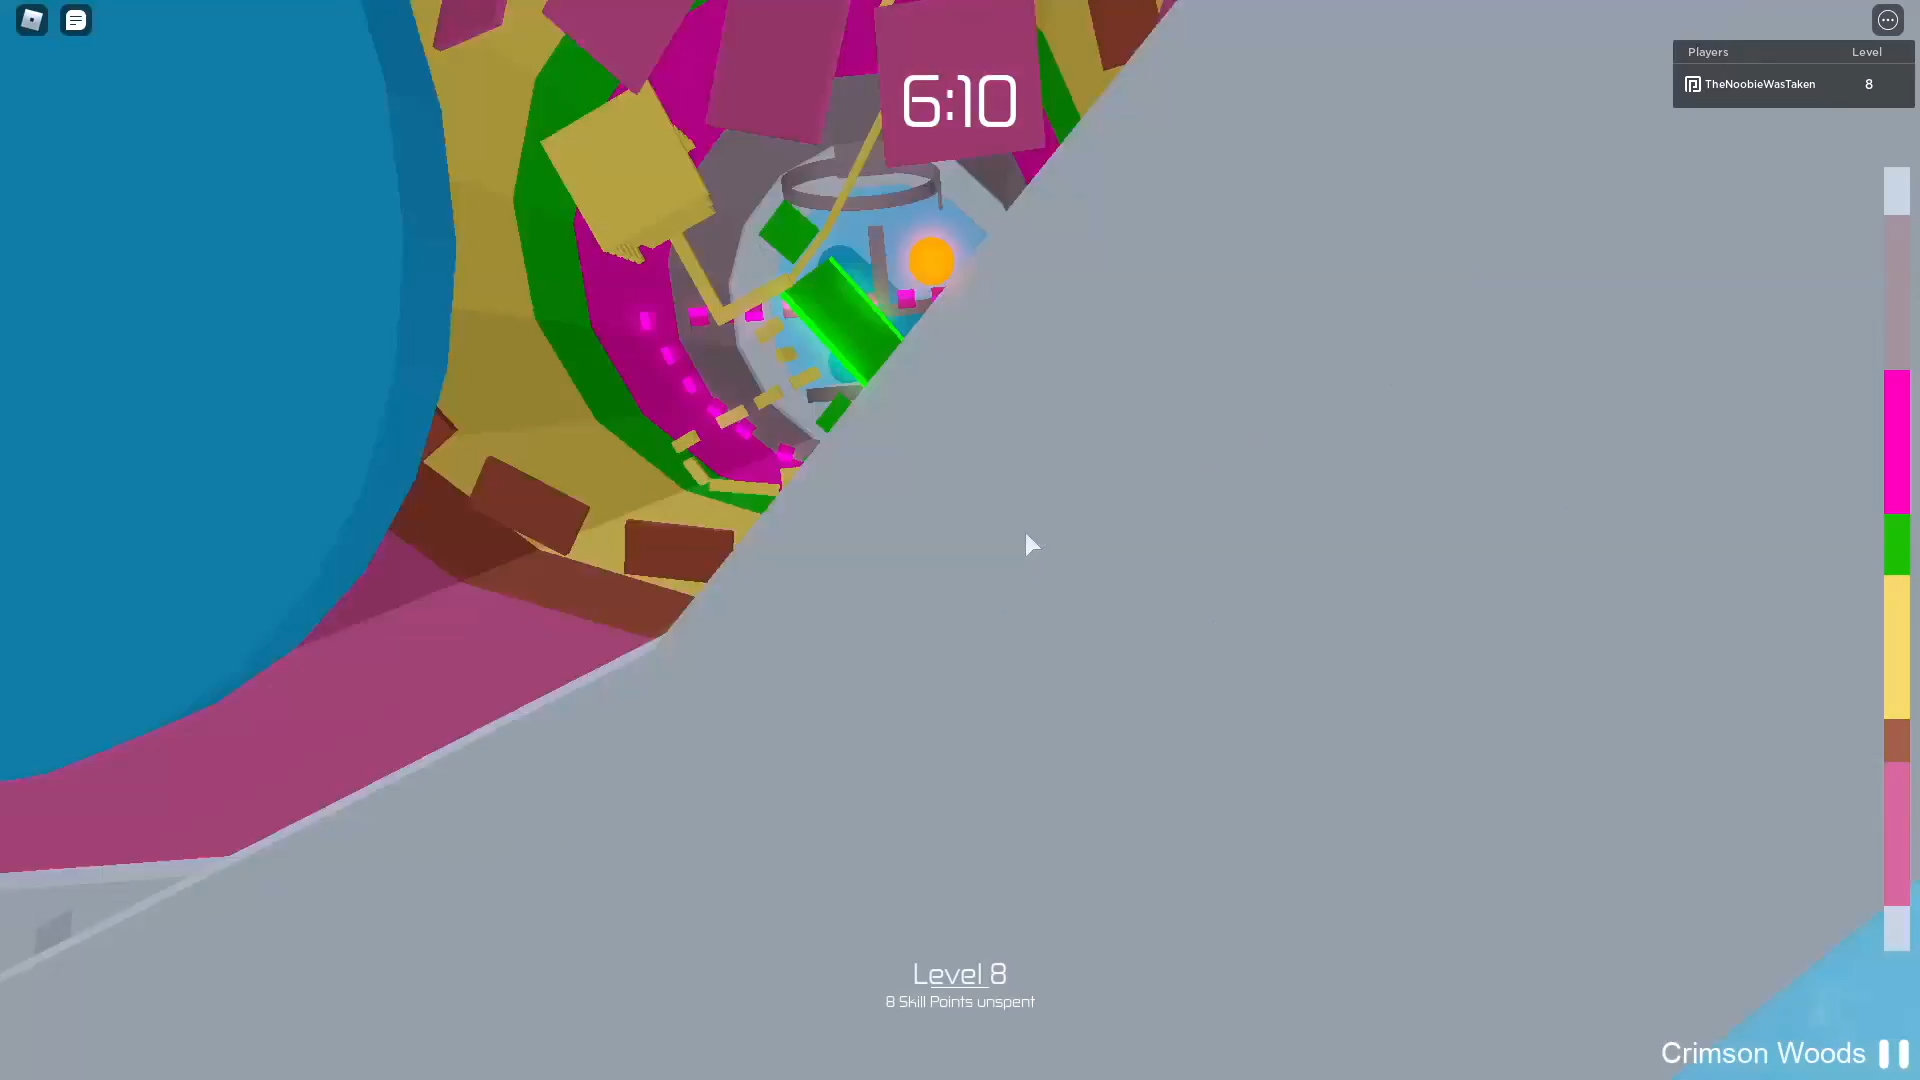 6:10
Players Level
TheNoobieWasTaken 8
Level 8
8 Skill Points unspent
Crimson Woods